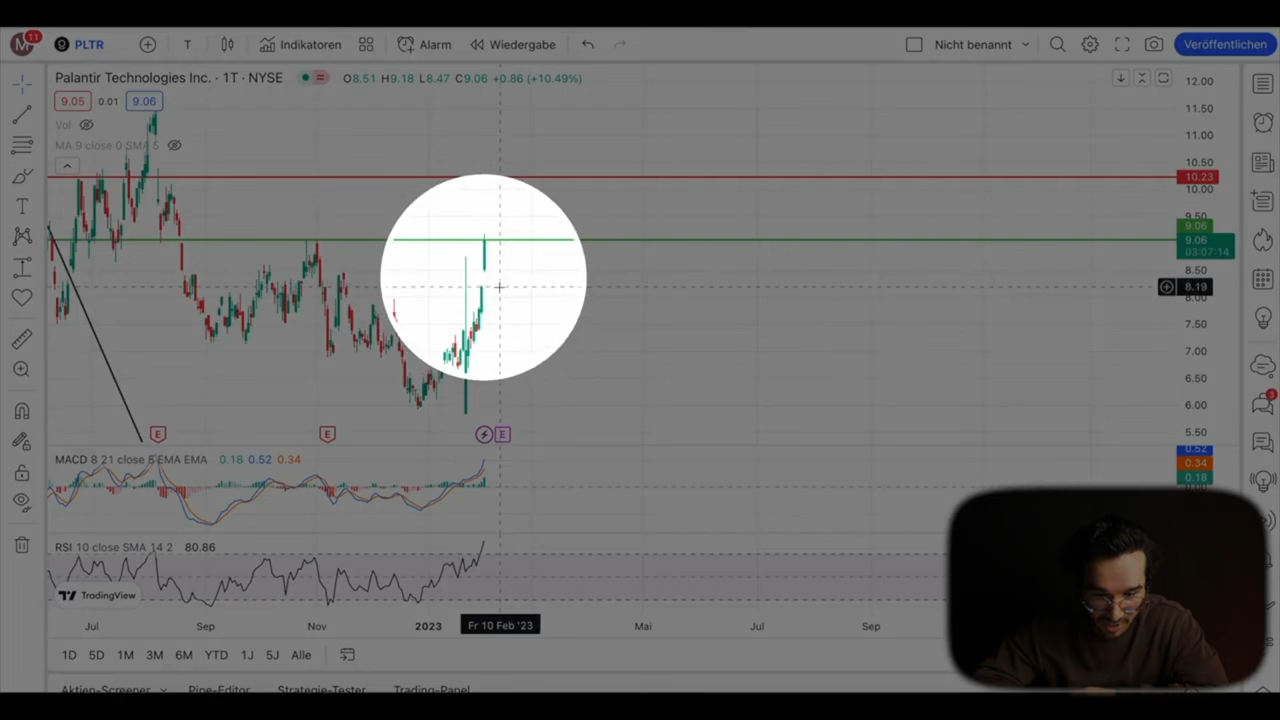 M 11 PLTR T Indikatoren Alarm Wiedergabe Nicht benannt Veröffentlichen
Palantir Technologies Inc. · 1T · NYSE O8.51 H9.18 L8.47 C9.06 +0.86 (+10.49%)
9.05 0.01 9.06
Vol
MA 9 close 0 SMA 5
12.00
11.50
11.00
10.50
10.23
10.00
9.50
9.06
9.06
03:07:14
8.50
8.19
8.00
7.50
7.00
6.50
6.00
5.50
E E E
3
MACD 8 21 close 5 EMA EMA 0.18 0.52 0.34
0.52
0.34
0.18
RSI 10 close SMA 14 2 80.86
TradingView
Jul Sep Nov 2023 Fr 10 Feb '23 Mai Jul Sep
1D 5D 1M 3M 6M YTD 1J 5J Alle
Aktien-Screener Pine-Editor Strategie-Tester Trading-Panel